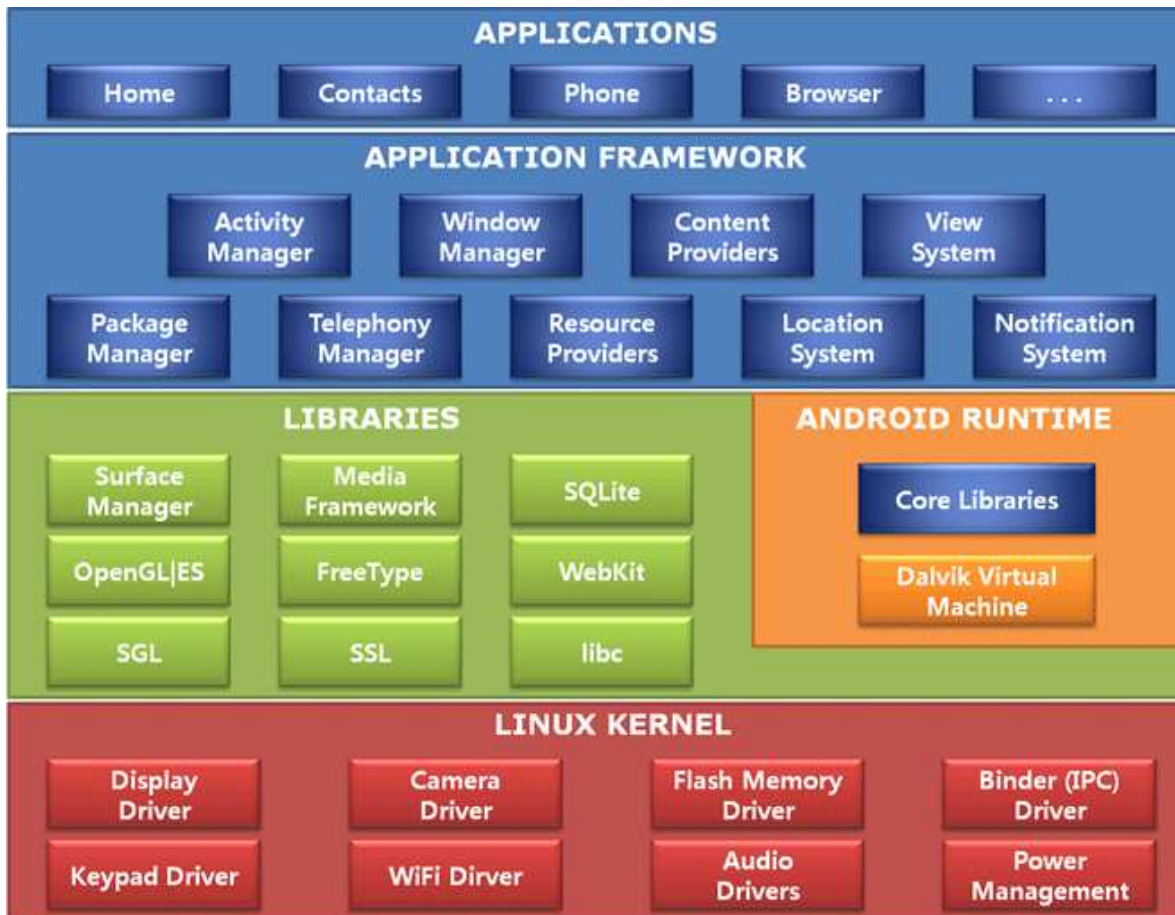 APPLICATIONS
Home
Contacts
Phone
Browser
. . .
APPLICATION FRAMEWORK
Activity
Manager
Window
Manager
Content
Providers
View
System
Package
Manager
Telephony
Manager
Resource
Providers
Location
System
Notification
System
LIBRARIES
Surface
Manager
Media
Framework
SQLite
OpenGL|ES
FreeType
WebKit
SGL
SSL
libc
ANDROID RUNTIME
Core Libraries
Dalvik Virtual
Machine
LINUX KERNEL
Display
Driver
Camera
Driver
Flash Memory
Driver
Binder (IPC)
Driver
Keypad Driver
WiFi Dirver
Audio
Drivers
Power
Management